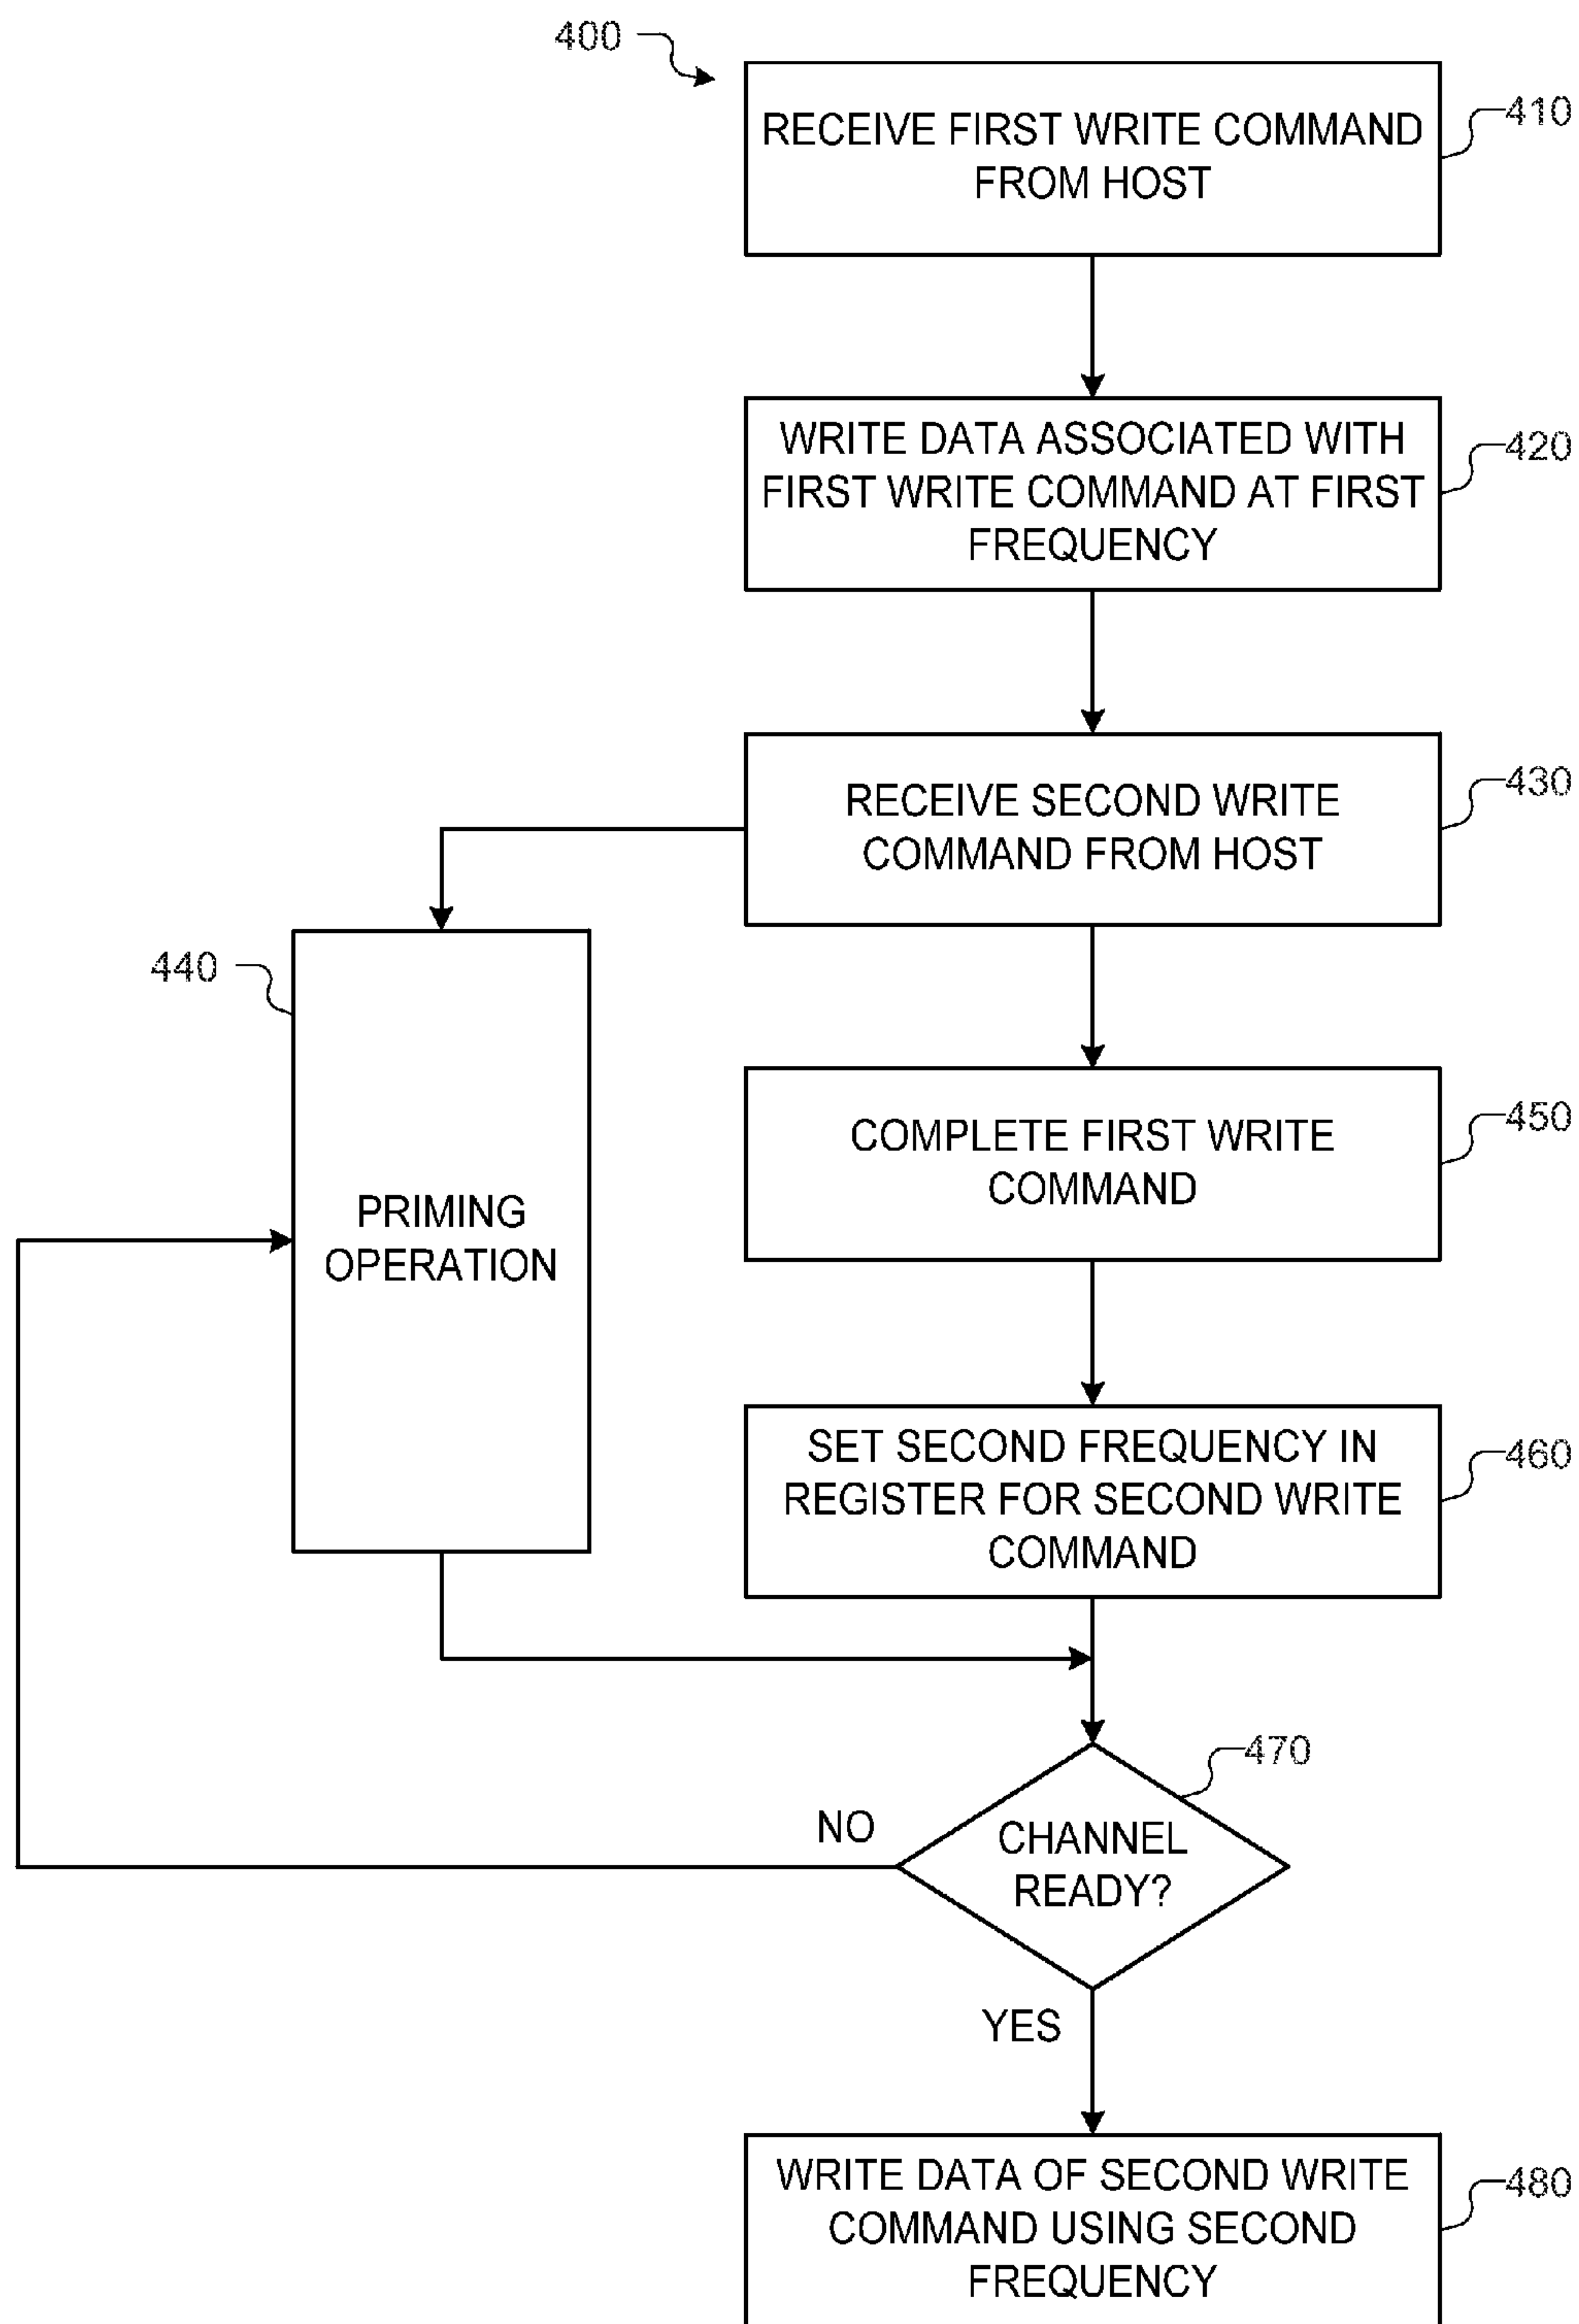 400
RECEIVE FIRST WRITE COMMAND
FROM HOST
410
WRITE DATA ASSOCIATED WITH
FIRST WRITE COMMAND AT FIRST
FREQUENCY
420
RECEIVE SECOND WRITE
COMMAND FROM HOST
430
440
PRIMING
OPERATION
COMPLETE FIRST WRITE
COMMAND
450
SET SECOND FREQUENCY IN
REGISTER FOR SECOND WRITE
COMMAND
460
470
CHANNEL
READY?
NO
YES
WRITE DATA OF SECOND WRITE
COMMAND USING SECOND
FREQUENCY
480